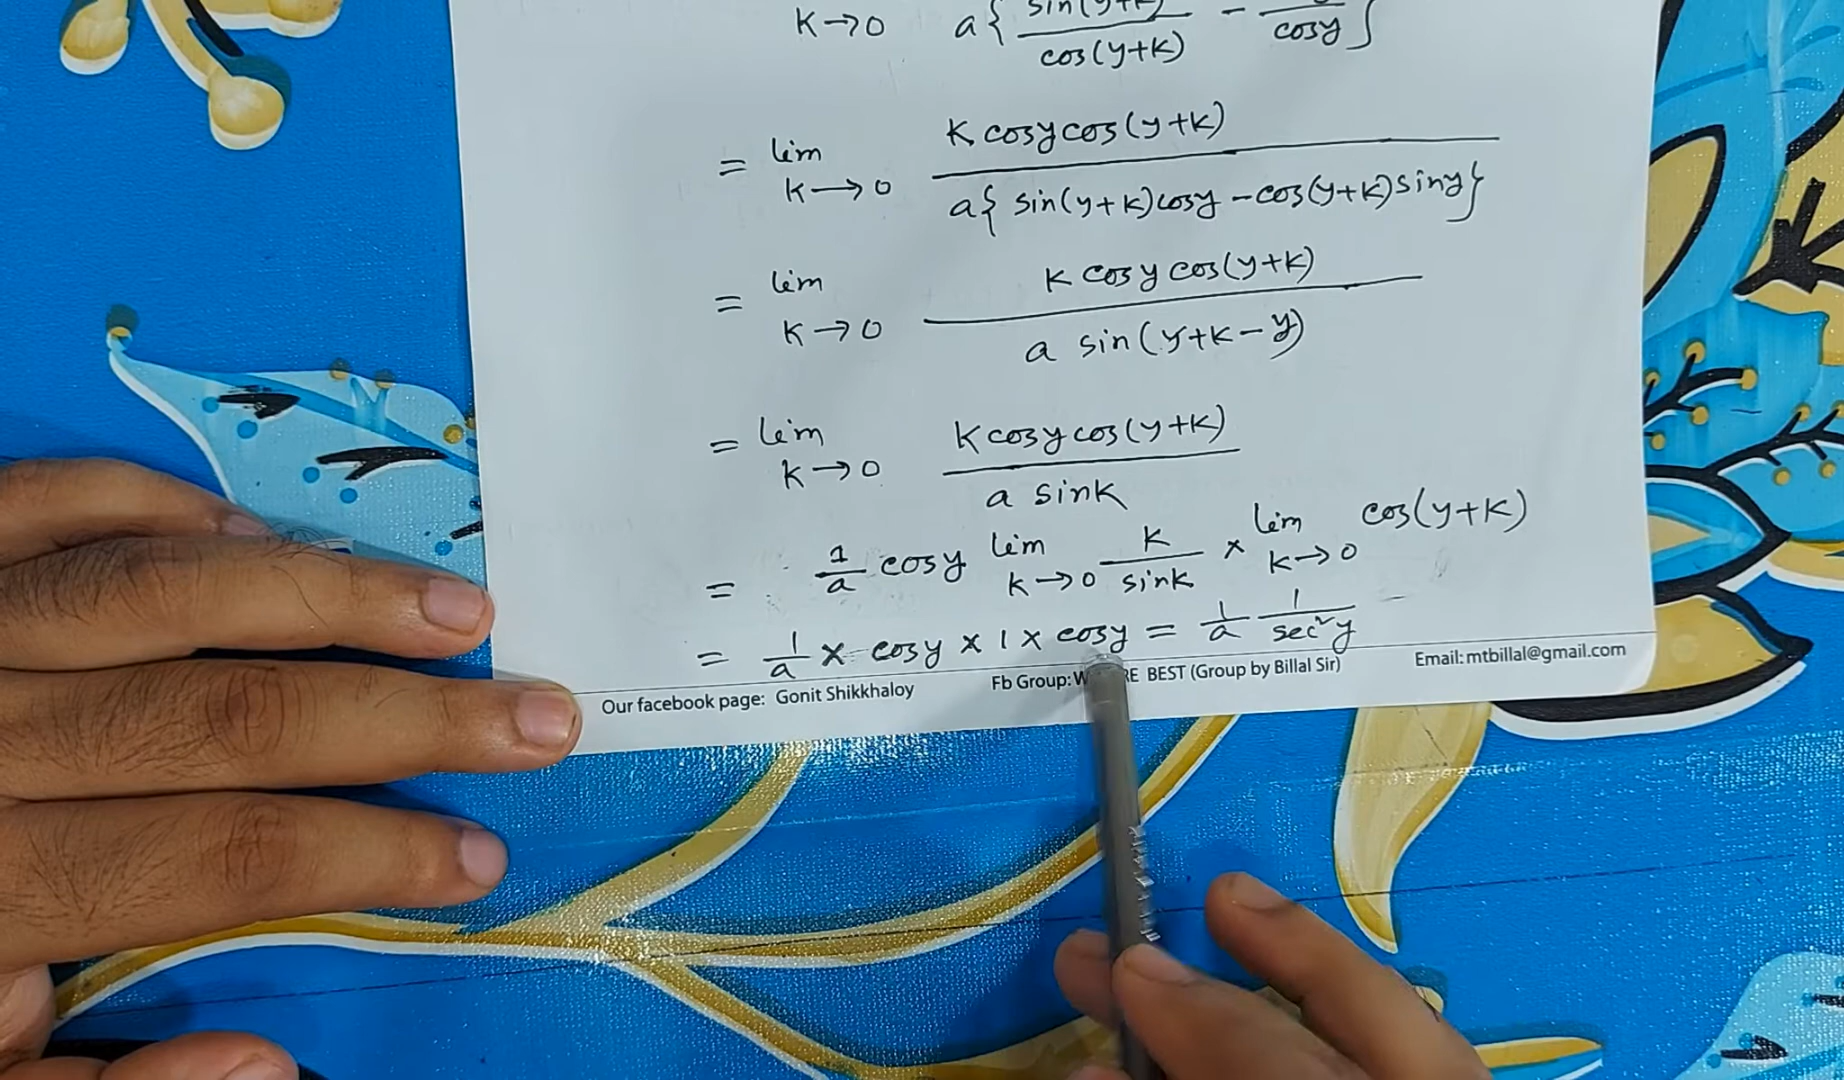 K→0 a{ sin(y+K)/cos(y+K) - /cosy }
= lim K→0 K cosy cos(y+K) / a{ sin(y+K)cosy - cos(y+K)siny }
= lim K→0 K cosy cos(y+K) / a sin(y+K-y)
= lim K→0 K cosy cos(y+K) / a sinK
= 1/a cosy lim K→0 K/sinK × lim K→0 cos(y+K)
= 1/a × cosy × 1 × cosy = 1/a 1/sec²y
Our facebook page: Gonit Shikkhaloy Fb Group: BEST (Group by Billal Sir) Email: mtbillal@gmail.com